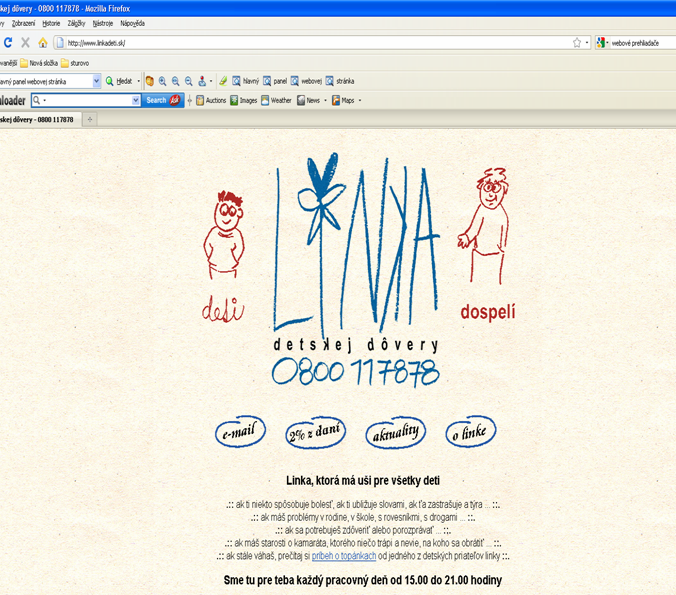 skej dôvery - 0800 117878 - Mozilla Firefox
Zobrazení Historie Záložky Nástroje Nápověda
http://www.linkadeti.sk/
webové prehliadače
Nová složka sturovo
lavný panel webovej stránka Hledat hlavný panel webovej stránka
nloader Search Auctions Images Weather News Maps
skej dôvery - 0800 117878
LINKA
deti
dospelí
detskej dôvery
0800 117878
e-mail 2% z daní aktuality o linke
Linka, ktorá má uši pre všetky deti
.:: ak ti niekto spôsobuje bolesť, ak ti ubližuje slovami, ak ťa zastrašuje a týra ... ::.
.:: ak máš problémy v rodine, v škole, s rovesníkmi, s drogami ... ::.
.:: ak sa potrebuješ zdôveriť alebo porozprávať ... ::.
.:: ak máš starosti o kamaráta, ktorého niečo trápi a nevie, na koho sa obrátiť ... ::.
.:: ak stále váhaš, prečítaj si príbeh o topánkach od jedného z detských priateľov linky ::.
Sme tu pre teba každý pracovný deň od 15.00 do 21.00 hodiny